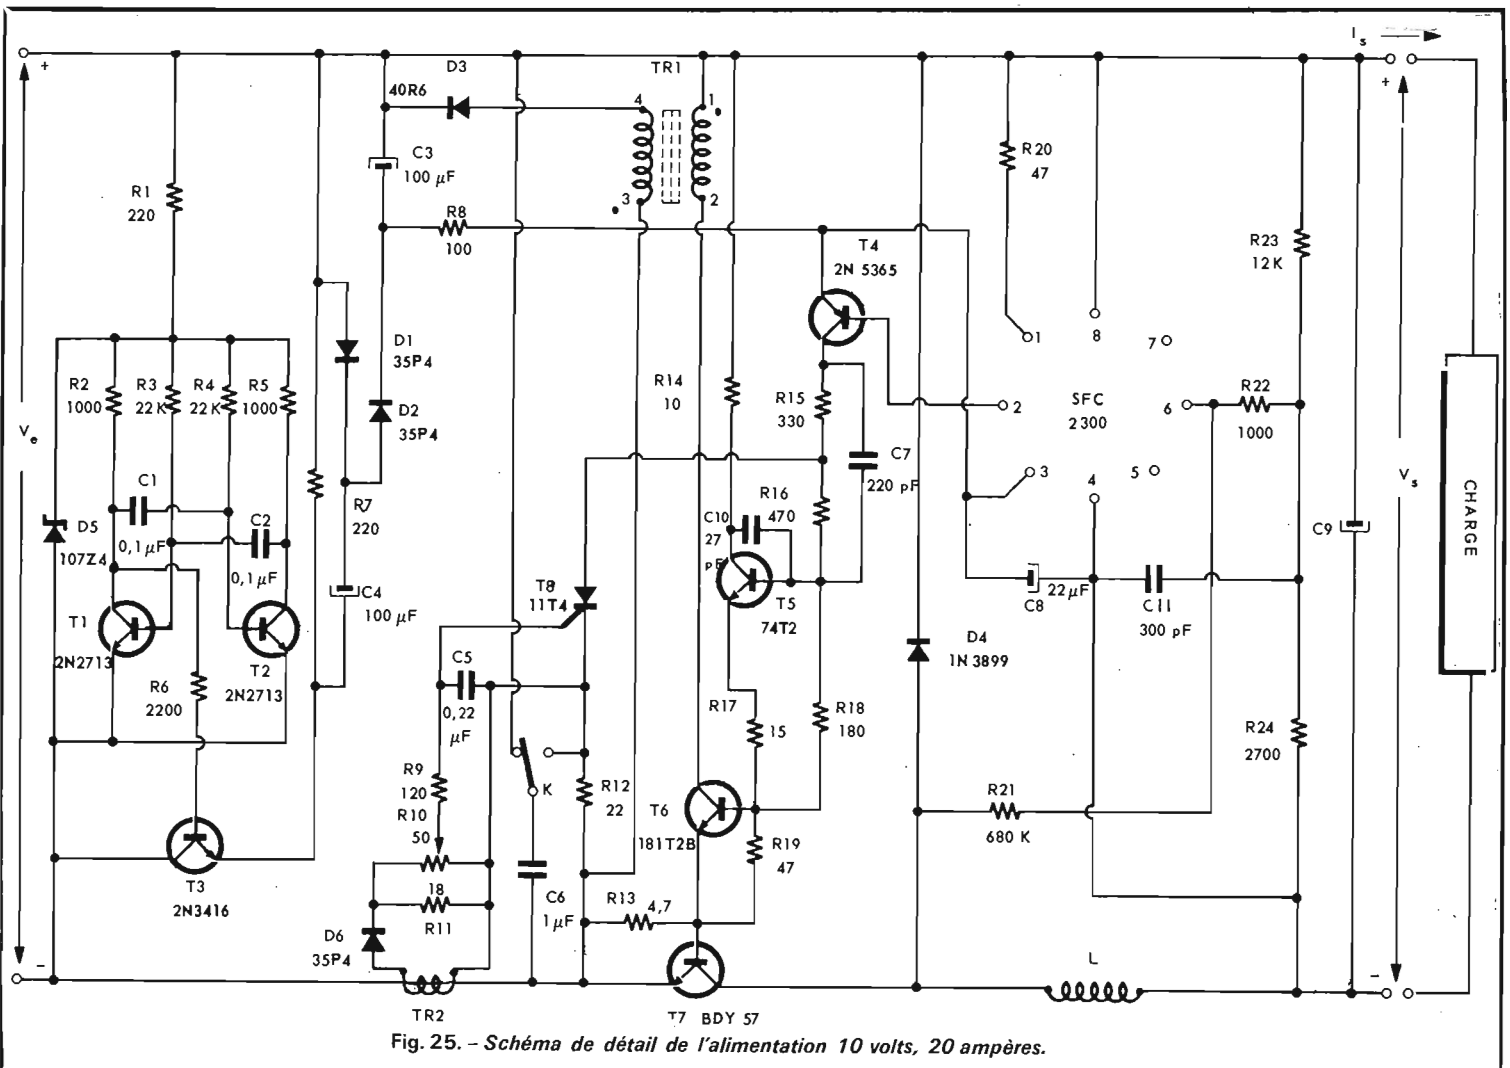 I s
+
+
D3
TR1
40R6
4
1
C3
100 µF
R20
47
R1
220
3
2
R8
100
T4
2N 5365
R23
12 K
1
8
7
D1
35P4
R2
1000
R3
22 K
R4
22 K
R5
1000
R14
10
R15
330
2
SFC
2300
6
R22
1000
D2
35P4
V e
C1
0,1 µF
C7
220 pF
3
4
5
V s
CHARGE
R7
220
R16
470
C10
27
pF
C2
0,1 µF
D5
107Z4
C9
T8
11T4
C4
100 µF
T5
74T2
C8
22 µF
C11
300 pF
T1
2N2713
T2
2N2713
D4
1N 3899
R6
2200
C5
0,22
µF
R17
15
R18
180
R24
2700
R9
120
R10
50
K
R12
22
T6
181T2B
R21
680 K
R19
47
T3
2N3416
18
R11
C6
1 µF
R13
4,7
D6
35P4
L
−
−
TR2
T7 BDY 57
Fig. 25. – Schéma de détail de l'alimentation 10 volts, 20 ampères.